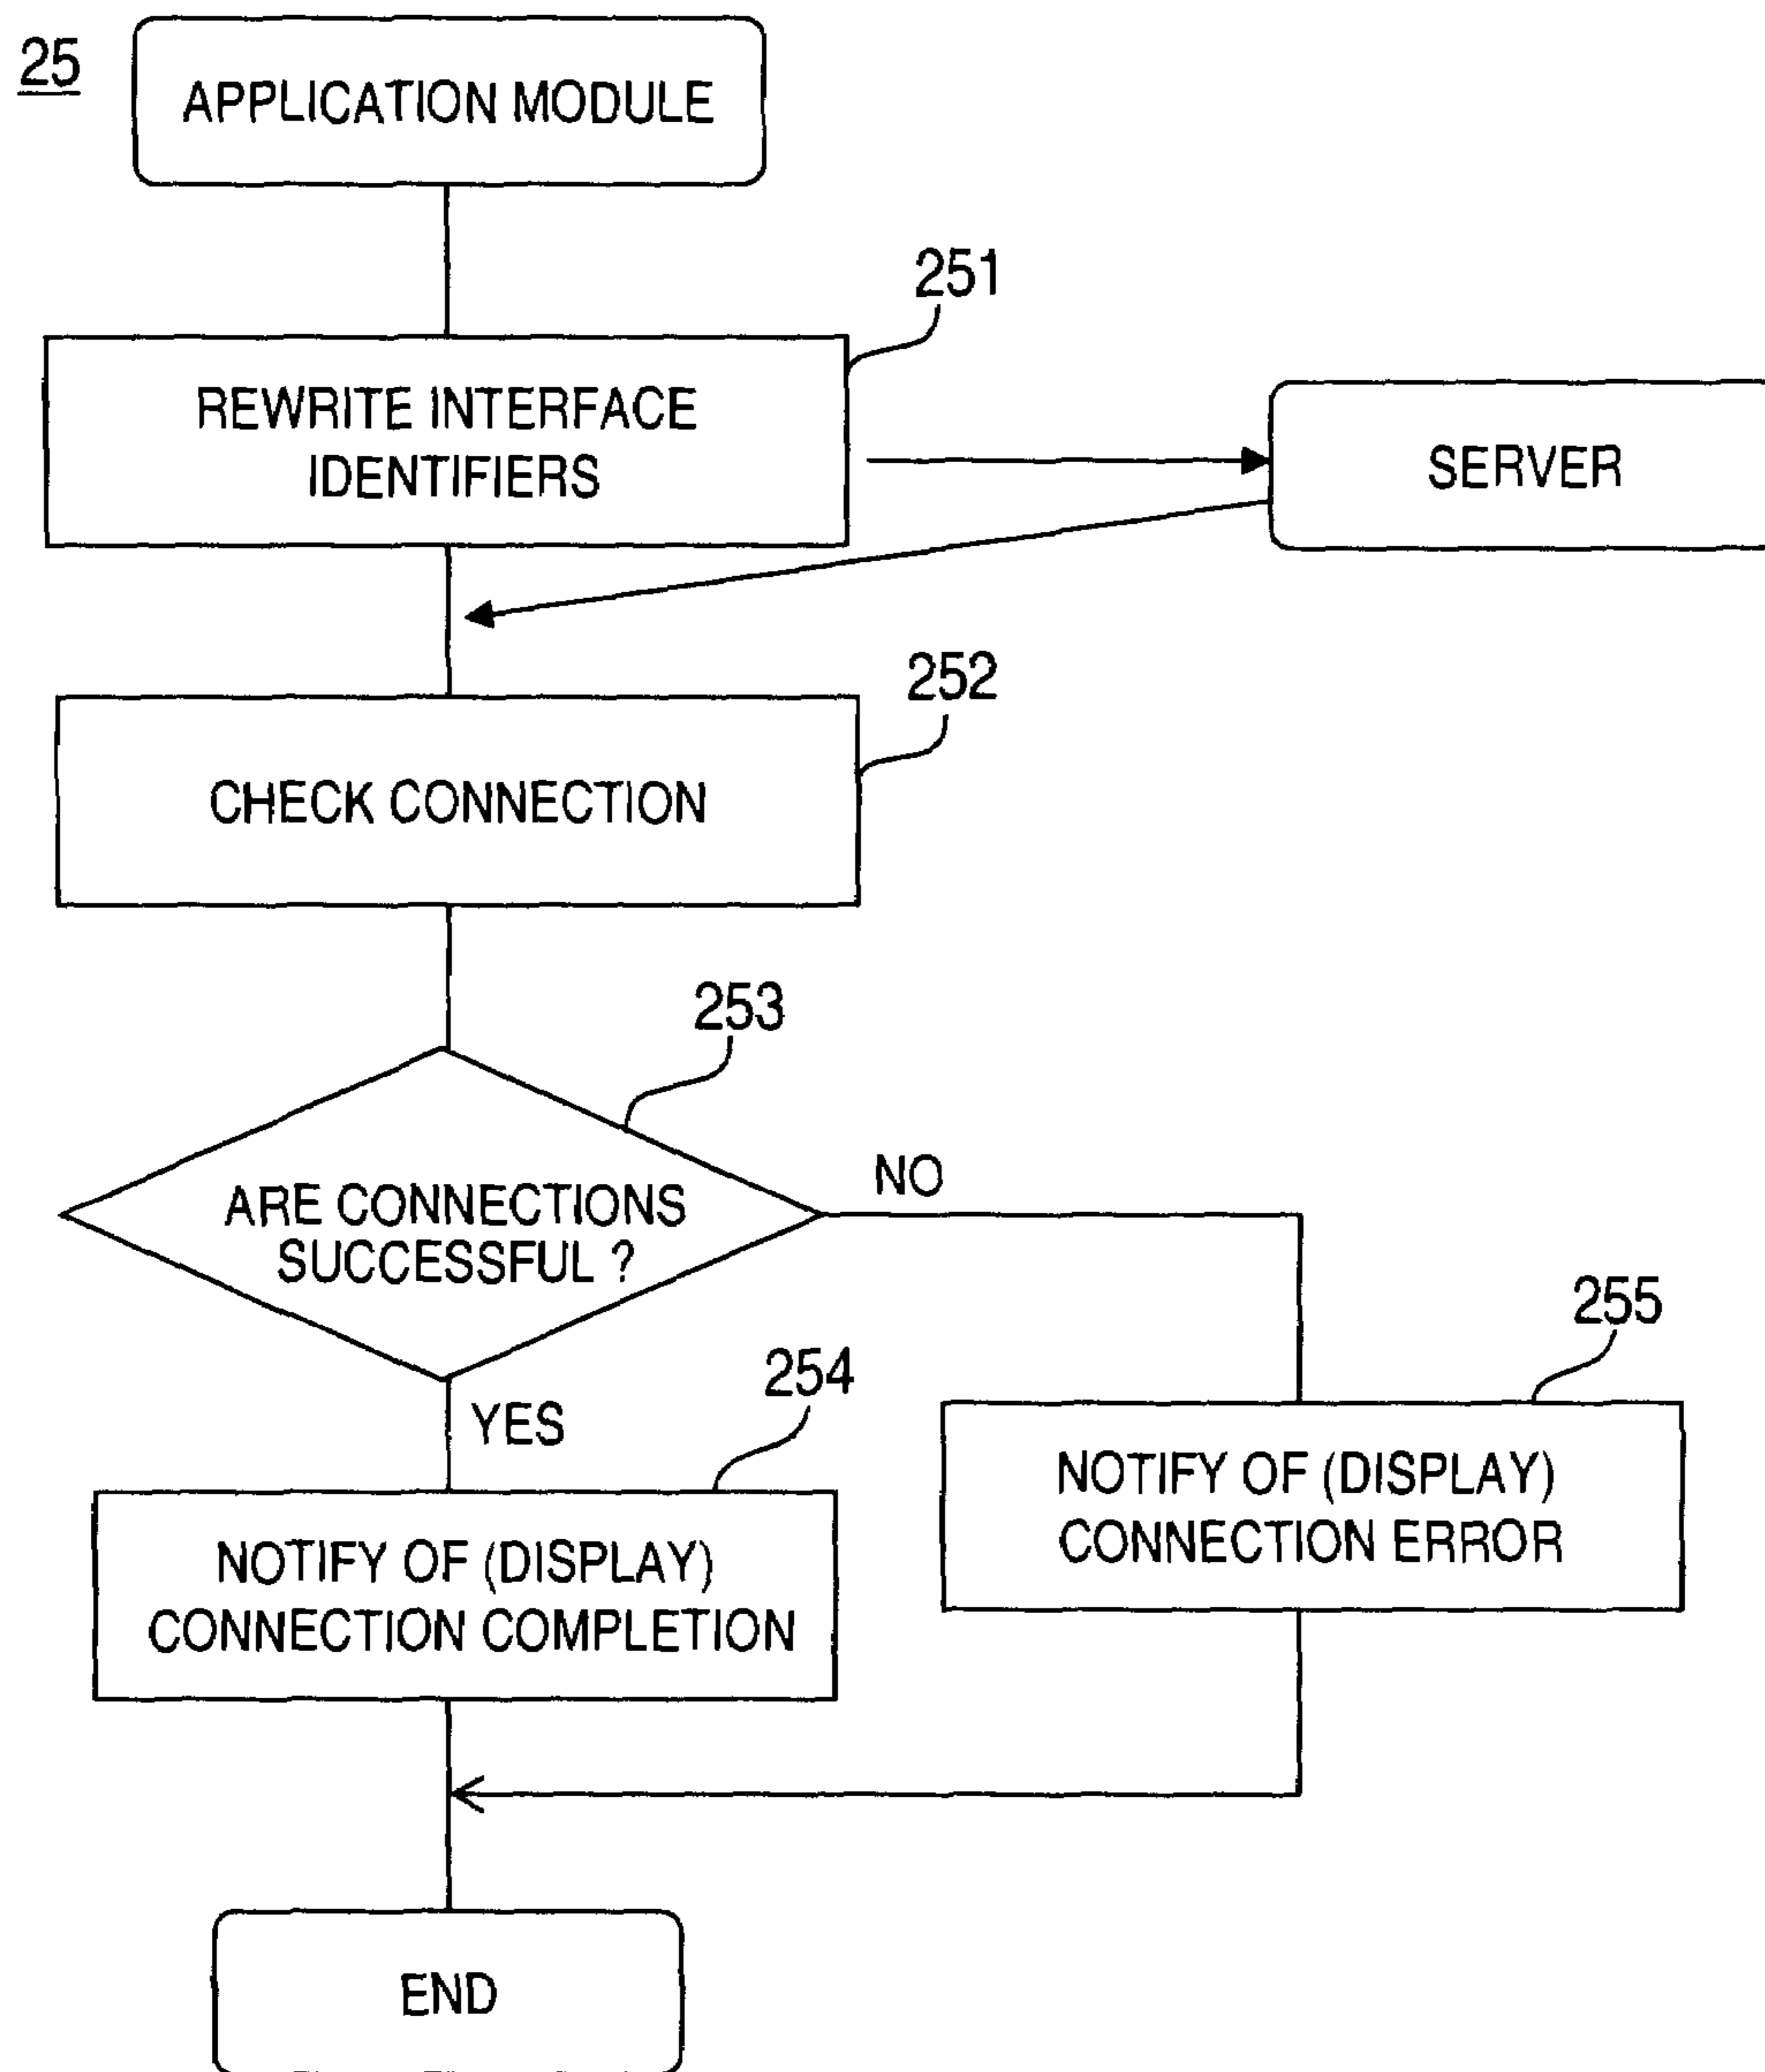 25
APPLICATION MODULE
251
REWRITE INTERFACE
IDENTIFIERS
SERVER
252
CHECK CONNECTION
253
ARE CONNECTIONS
SUCCESSFUL ?
NO
YES
254
255
NOTIFY OF (DISPLAY)
CONNECTION ERROR
NOTIFY OF (DISPLAY)
CONNECTION COMPLETION
END